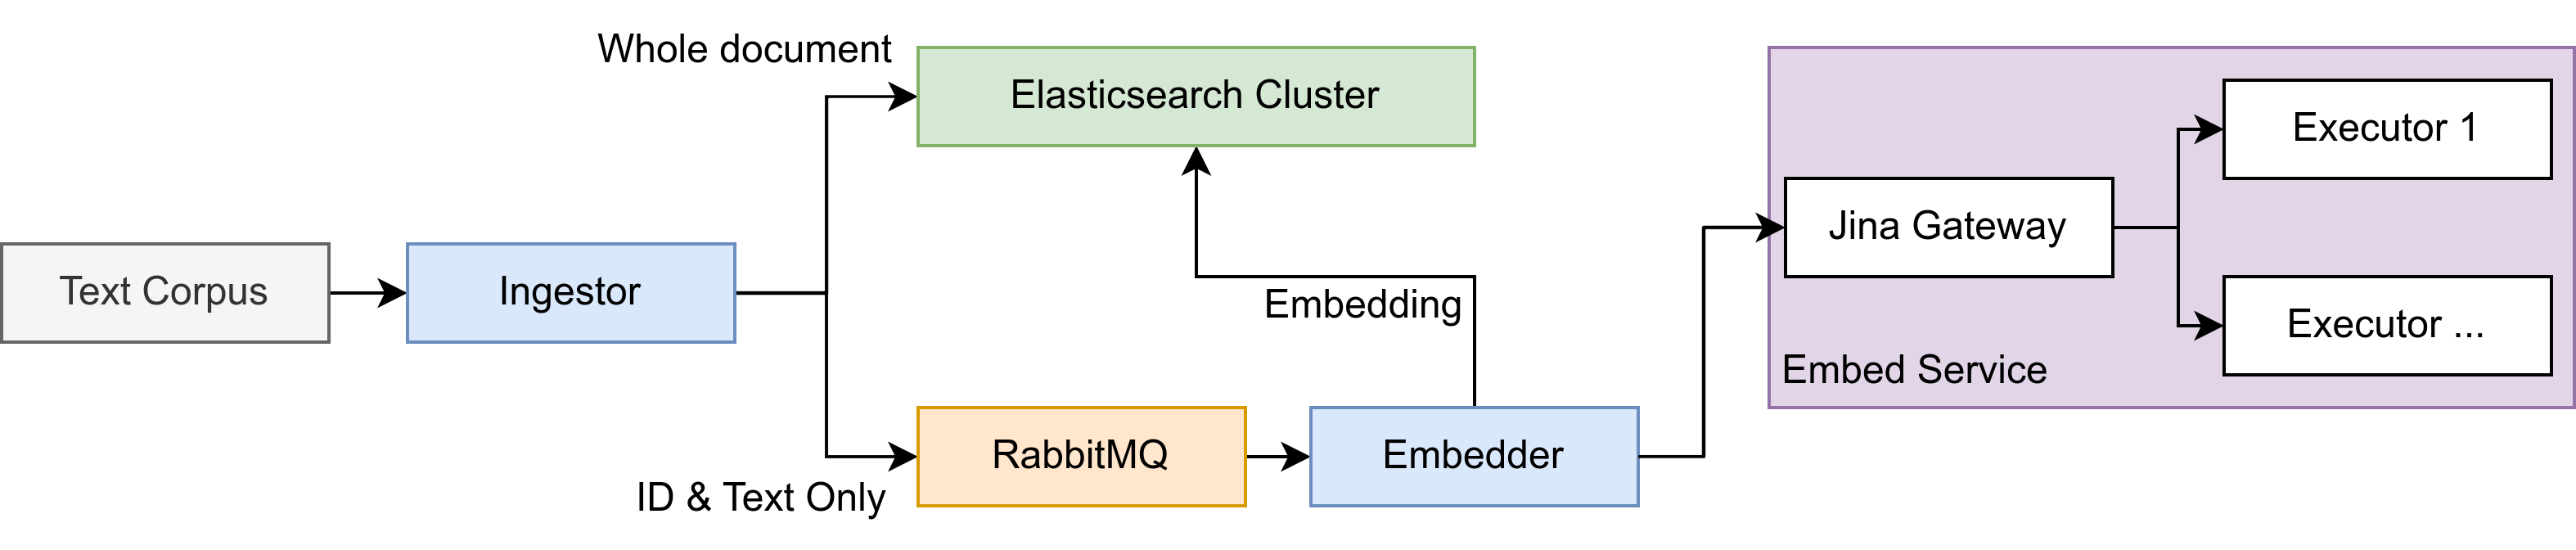 Whole document
Elasticsearch Cluster
Executor 1
Jina Gateway
Text Corpus
Ingestor
Embedding
Executor ...
Embed Service
RabbitMQ
Embedder
ID & Text Only